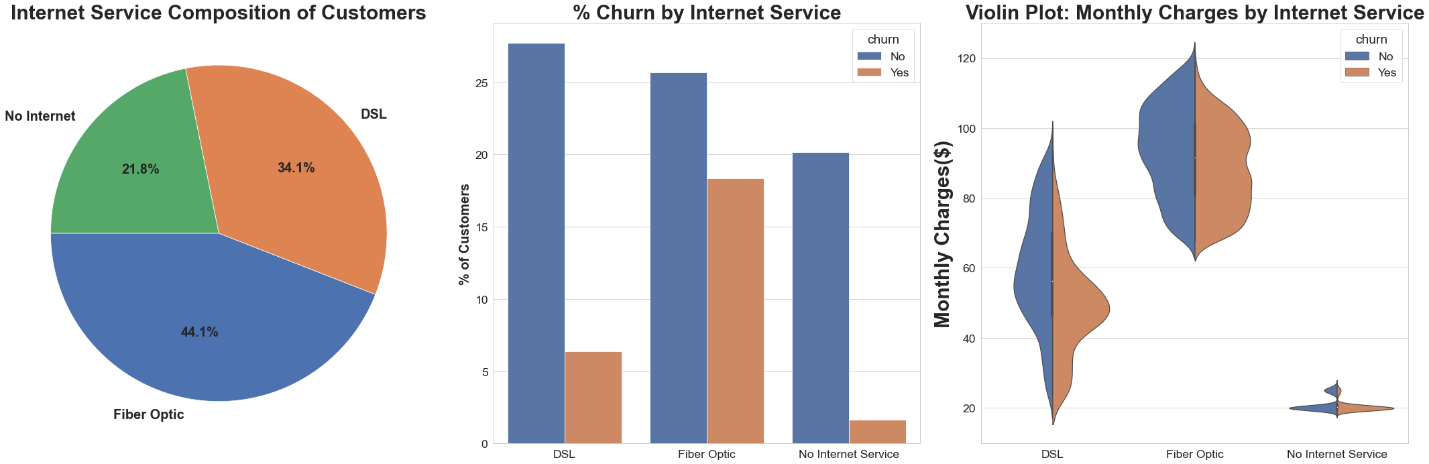 Internet Service Composition of Customers
No Internet
DSL
21.8%
34.1%
44.1%
Fiber Optic
% Churn by Internet Service
churn
No
Yes
% of Customers
25
20
15
10
5
0
DSL
Fiber Optic
No Internet Service
Violin Plot: Monthly Charges by Internet Service
churn
No
Yes
Monthly Charges($)
120
100
80
60
40
20
DSL
Fiber Optic
No Internet Service